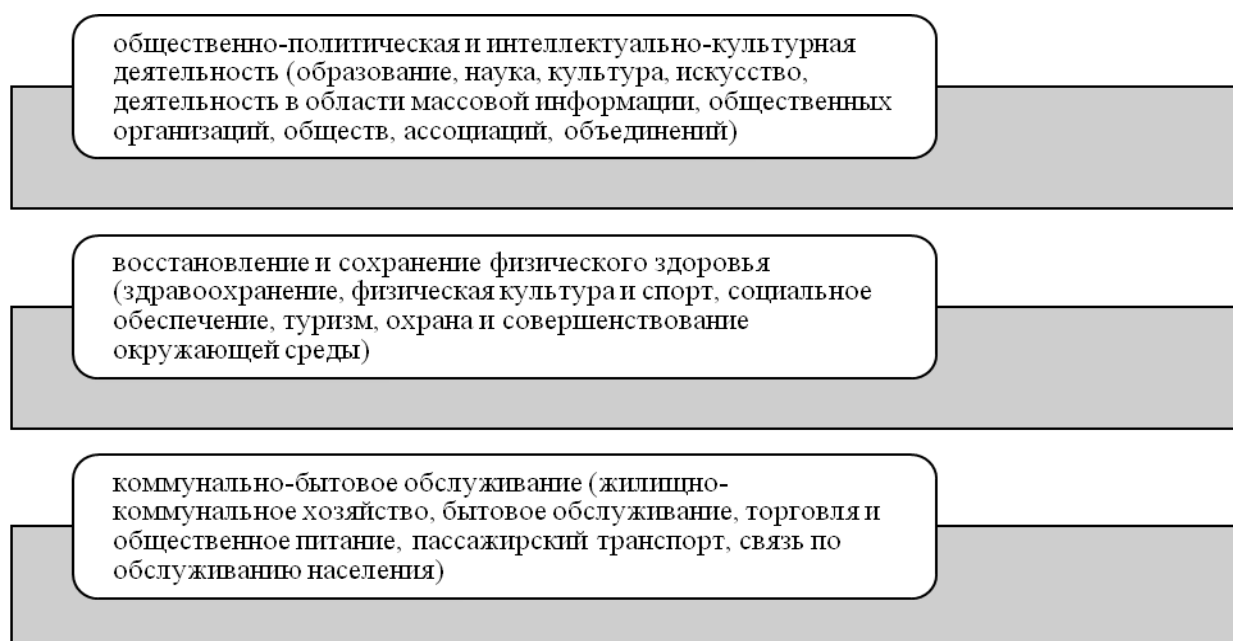 общественно-политическая и интеллектуально-культурная
деятельность (образование, наука, культура, искусство,
деятельность в области массовой информации, общественных
организаций, обществ, ассоциаций, объединений)
восстановление и сохранение физического здоровья
(здравоохранение, физическая культура и спорт, социальное
обеспечение, туризм, охрана и совершенствование
окружающей среды)
коммунально-бытовое обслуживание (жилищно-
коммунальное хозяйство, бытовое обслуживание, торговля и
общественное питание, пассажирский транспорт, связь по
обслуживанию населения)